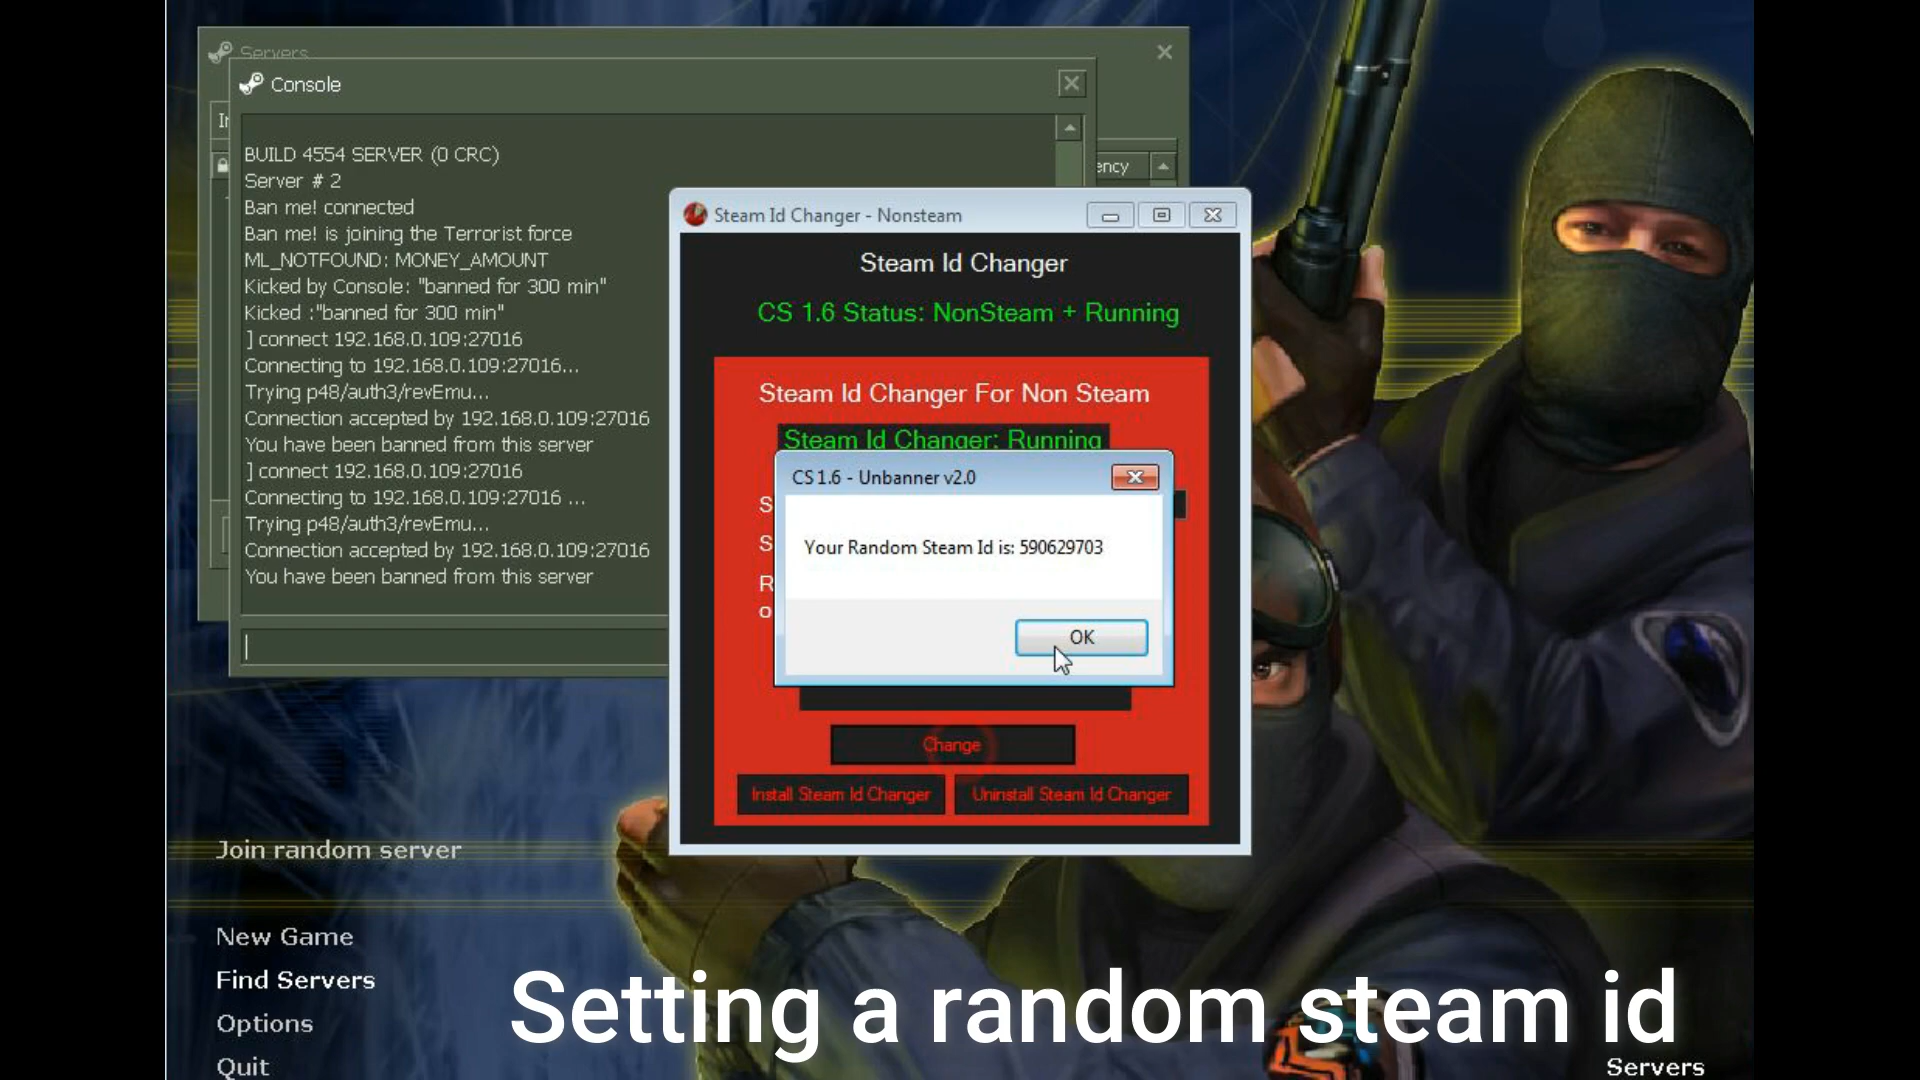 Servers
Console
BUILD 4554 SERVER (0 CRC)
Server # 2
Ban me! connected
Ban me! is joining the Terrorist force
ML_NOTFOUND: MONEY_AMOUNT
Kicked by Console: "banned for 300 min"
Kicked :"banned for 300 min"
] connect 192.168.0.109:27016
Connecting to 192.168.0.109:27016...
Trying p48/auth3/revEmu...
Connection accepted by 192.168.0.109:27016
You have been banned from this server
] connect 192.168.0.109:27016
Connecting to 192.168.0.109:27016 ...
Trying p48/auth3/revEmu...
Connection accepted by 192.168.0.109:27016
You have been banned from this server
Steam Id Changer - Nonsteam
Steam Id Changer
CS 1.6 Status: NonSteam + Running
Steam Id Changer For Non Steam
Steam Id Changer: Running
CS 1.6 - Unbanner v2.0
Your Random Steam Id is: 590629703
OK
Change
Install Steam Id Changer
Uninstall Steam Id Changer
Join random server
New Game
Find Servers
Options
Quit
Setting a random steam id
Servers